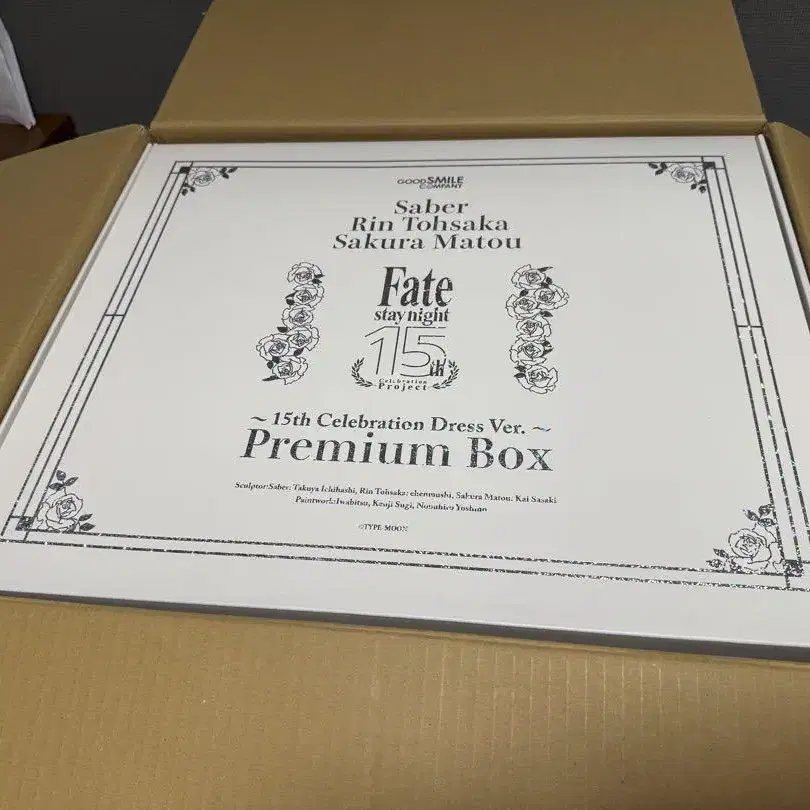 GOOD SMILE
COMPANY
Saber
Rin Tohsaka
Sakura Matou
Fate
stay night
15th
Celebration
Project
～15th Celebration Dress Ver.～
Premium Box
Sculptor:Saber: Takuya Ichihashi, Rin Tohsaka: ehenmushi, Sakura Matou: Kai Sasaki
Paintwork:Iwabitsu, Kenji Sugi, Nobuhiro Yoshino
©TYPE-MOON